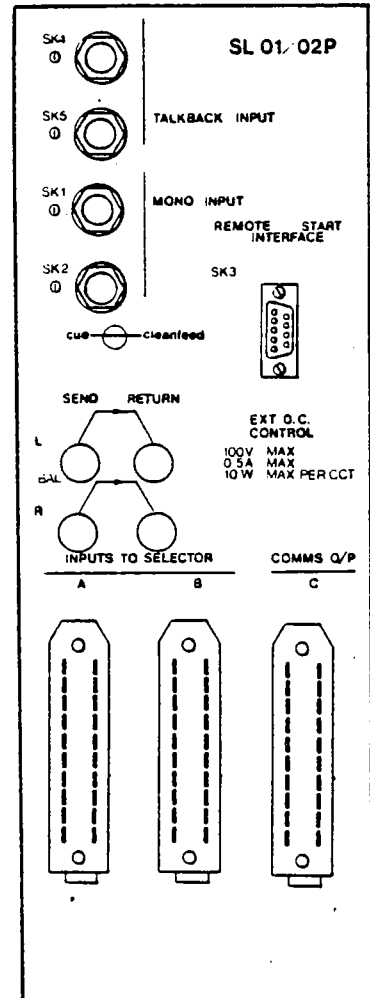 SK4
SL 01/02P
SK5
TALKBACK INPUT
SK1
MONO INPUT
REMOTE START
INTERFACE
SK2
SK3
cue cleanfeed
SEND RETURN
EXT D.C.
CONTROL
L
100V MAX
0.5A MAX
10W MAX PER CCT
BAL
R
INPUTS TO SELECTOR
COMMS O/P
A B C